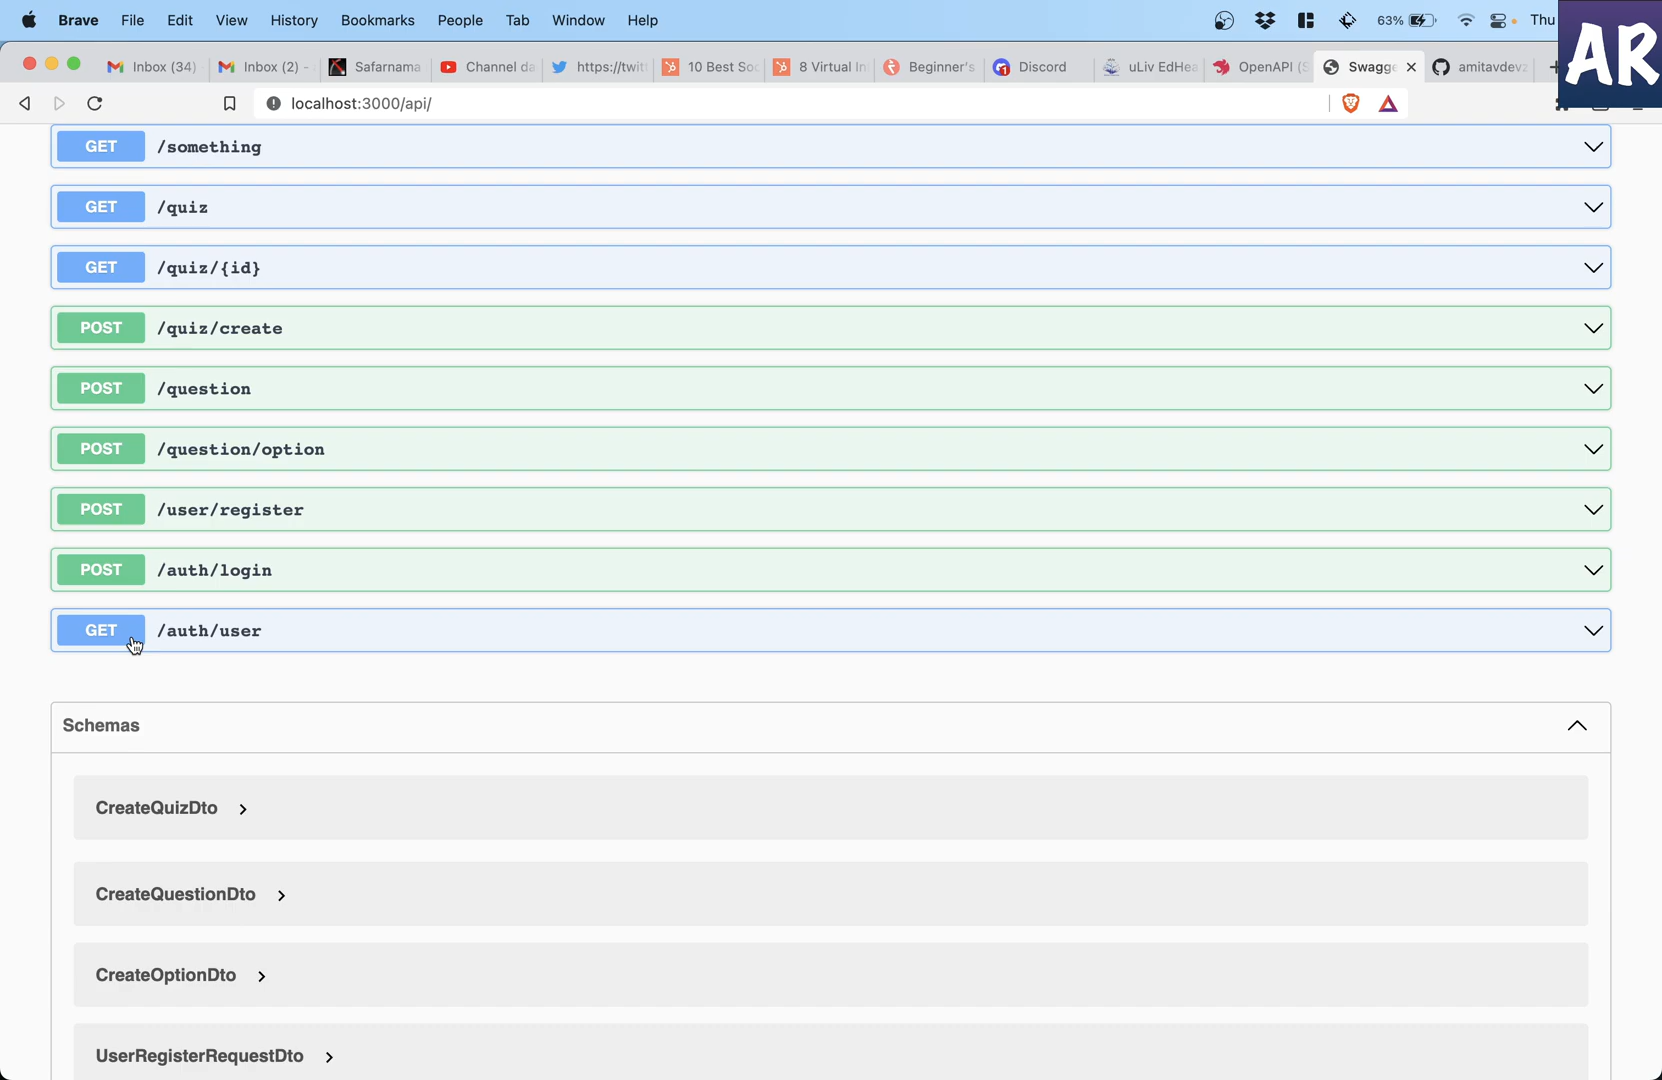 Brave File Edit View History Bookmarks People Tab Window Help 63% Thu
AR
Inbox (34) Inbox (2) - Safarnama Channel da https://twit 10 Best Soc 8 Virtual In Beginner's Discord uLiv EdHea OpenAPI (S Swagge amitavdevz
localhost:3000/api/
GET /something
GET /quiz
GET /quiz/{id}
POST /quiz/create
POST /question
POST /question/option
POST /user/register
POST /auth/login
GET /auth/user
Schemas
CreateQuizDto
CreateQuestionDto
CreateOptionDto
UserRegisterRequestDto